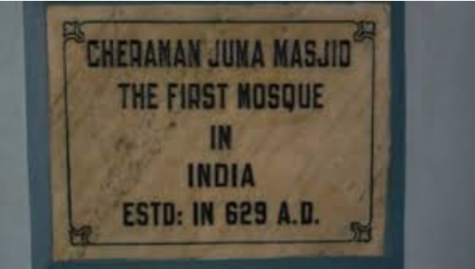 CHERAMAN JUMA MASJID
THE FIRST MOSQUE
IN
INDIA
ESTD: IN 629 A.D.